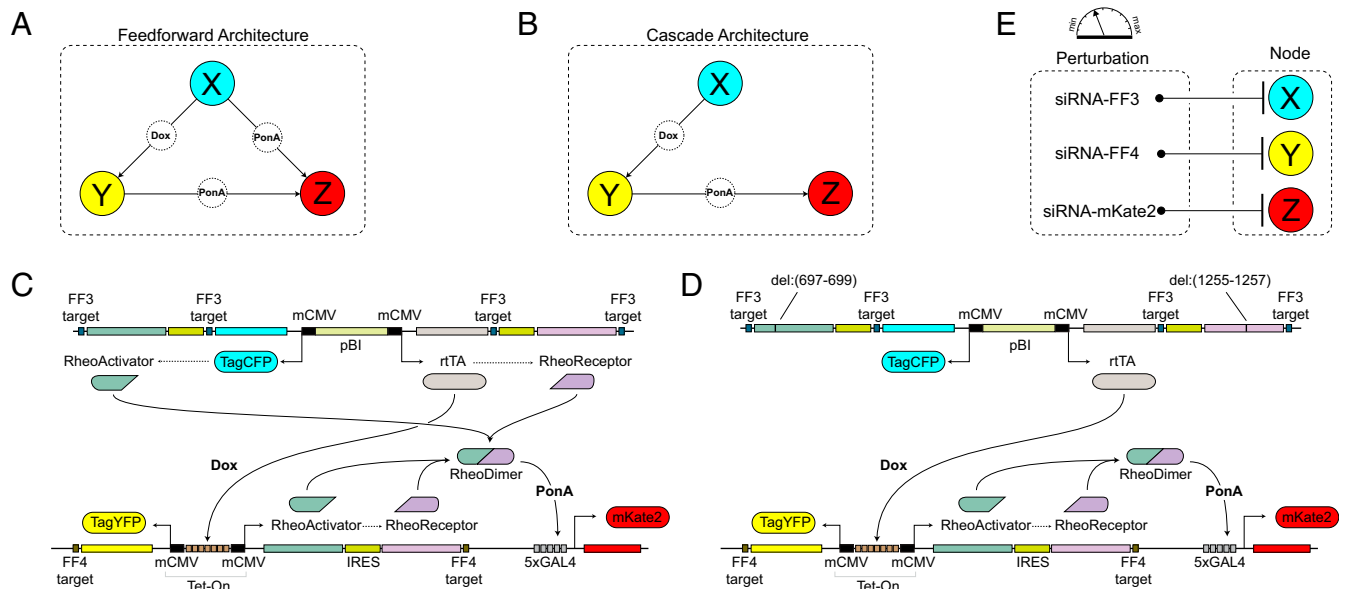 A
Feedforward Architecture
X
Dox
PonA
Y
PonA
Z
B
Cascade Architecture
X
Dox
Y
PonA
Z
E
min
max
Perturbation
Node
siRNA-FF3
X
siRNA-FF4
Y
siRNA-mKate2
Z
C
FF3 target
FF3 target
mCMV
mCMV
FF3 target
FF3 target
pBI
RheoActivator
TagCFP
rtTA
RheoReceptor
Dox
RheoDimer
PonA
TagYFP
RheoActivator
RheoReceptor
mKate2
FF4 target
mCMV
mCMV
IRES
FF4 target
5xGAL4
Tet-On
D
del:(697-699)
del:(1255-1257)
FF3 target
FF3 target
mCMV
mCMV
FF3 target
FF3 target
pBI
TagCFP
rtTA
Dox
RheoDimer
PonA
TagYFP
RheoActivator
RheoReceptor
mKate2
FF4 target
mCMV
mCMV
IRES
FF4 target
5xGAL4
Tet-On